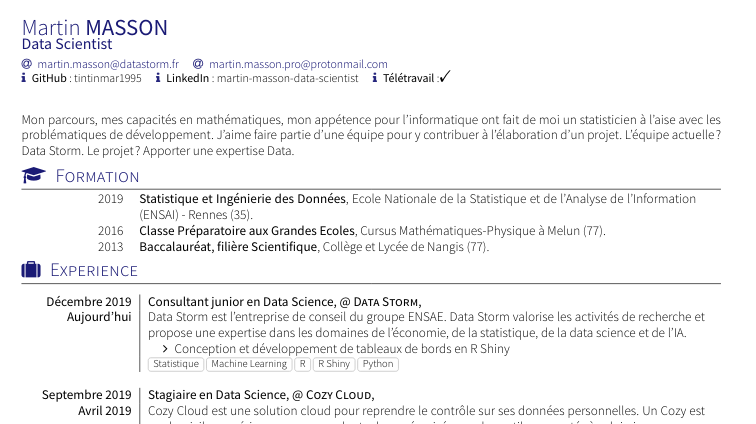 Martin MASSON
Data Scientist
martin.masson@datastorm.fr martin.masson.pro@protonmail.com
GitHub : tintinmar1995 LinkedIn : martin-masson-data-scientist Télétravail :✓
Mon parcours, mes capacités en mathématiques, mon appétence pour l'informatique ont fait de moi un statisticien à l'aise avec les
problématiques de développement. J'aime faire partie d'une équipe pour y contribuer à l'élaboration d'un projet. L'équipe actuelle ?
Data Storm. Le projet ? Apporter une expertise Data.
Formation
2019 Statistique et Ingénierie des Données, Ecole Nationale de la Statistique et de l'Analyse de l'Information
(ENSAI) - Rennes (35).
2016 Classe Préparatoire aux Grandes Ecoles, Cursus Mathématiques-Physique à Melun (77).
2013 Baccalauréat, filière Scientifique, Collège et Lycée de Nangis (77).
Experience
Décembre 2019 Consultant junior en Data Science, @ Data Storm,
Aujourd'hui Data Storm est l'entreprise de conseil du groupe ENSAE. Data Storm valorise les activités de recherche et
propose une expertise dans les domaines de l'économie, de la statistique, de la data science et de l'IA.
> Conception et développement de tableaux de bords en R Shiny
Statistique Machine Learning R R Shiny Python
Septembre 2019 Stagiaire en Data Science, @ Cozy Cloud,
Avril 2019 Cozy Cloud est une solution cloud pour reprendre le contrôle sur ses données personnelles. Un Cozy est